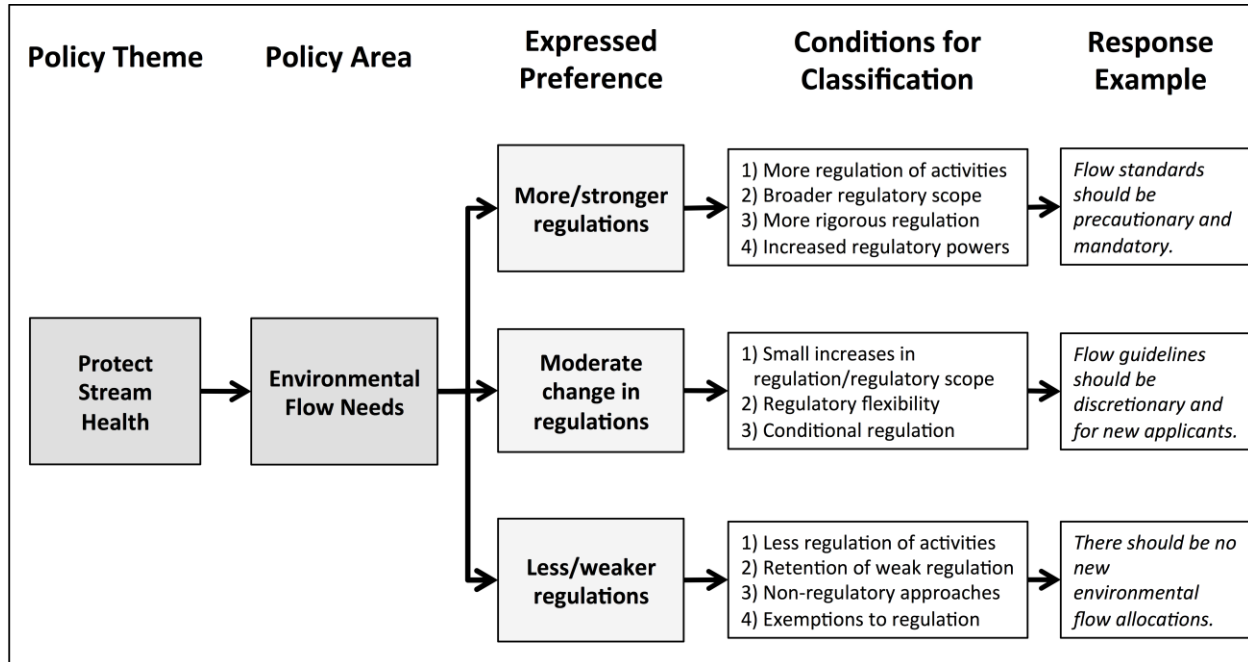 Policy Theme
Policy Area
Expressed
Preference
Conditions for
Classification
Response
Example
Protect
Stream
Health
Environmental
Flow Needs
More/stronger
regulations
1) More regulation of activities
2) Broader regulatory scope
3) More rigorous regulation
4) Increased regulatory powers
Flow standards
should be
precautionary and
mandatory.
Moderate
change in
regulations
1) Small increases in
regulation/regulatory scope
2) Regulatory flexibility
3) Conditional regulation
Flow guidelines
should be
discretionary and
for new applicants.
Less/weaker
regulations
1) Less regulation of activities
2) Retention of weak regulation
3) Non-regulatory approaches
4) Exemptions to regulation
There should be no
new
environmental
flow allocations.